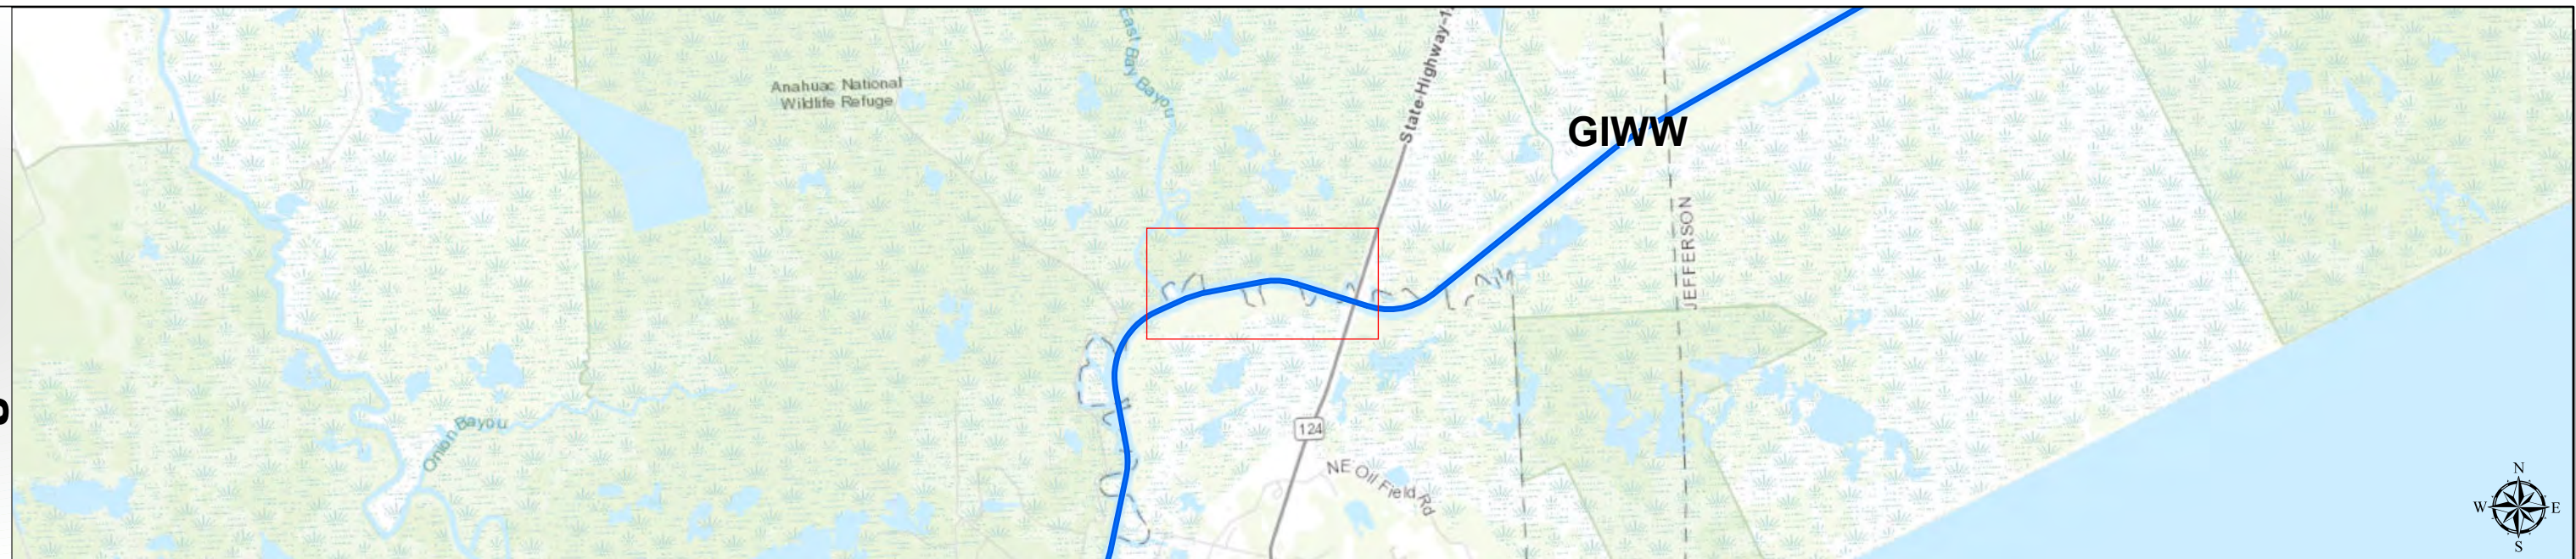 East Bay Bayou
Anahuac National
Wildlife Refuge
State-Highway-1
GIWW
JEFFERSON
124
Onion Bayou
NE Oil Field Rd
N
W
E
S